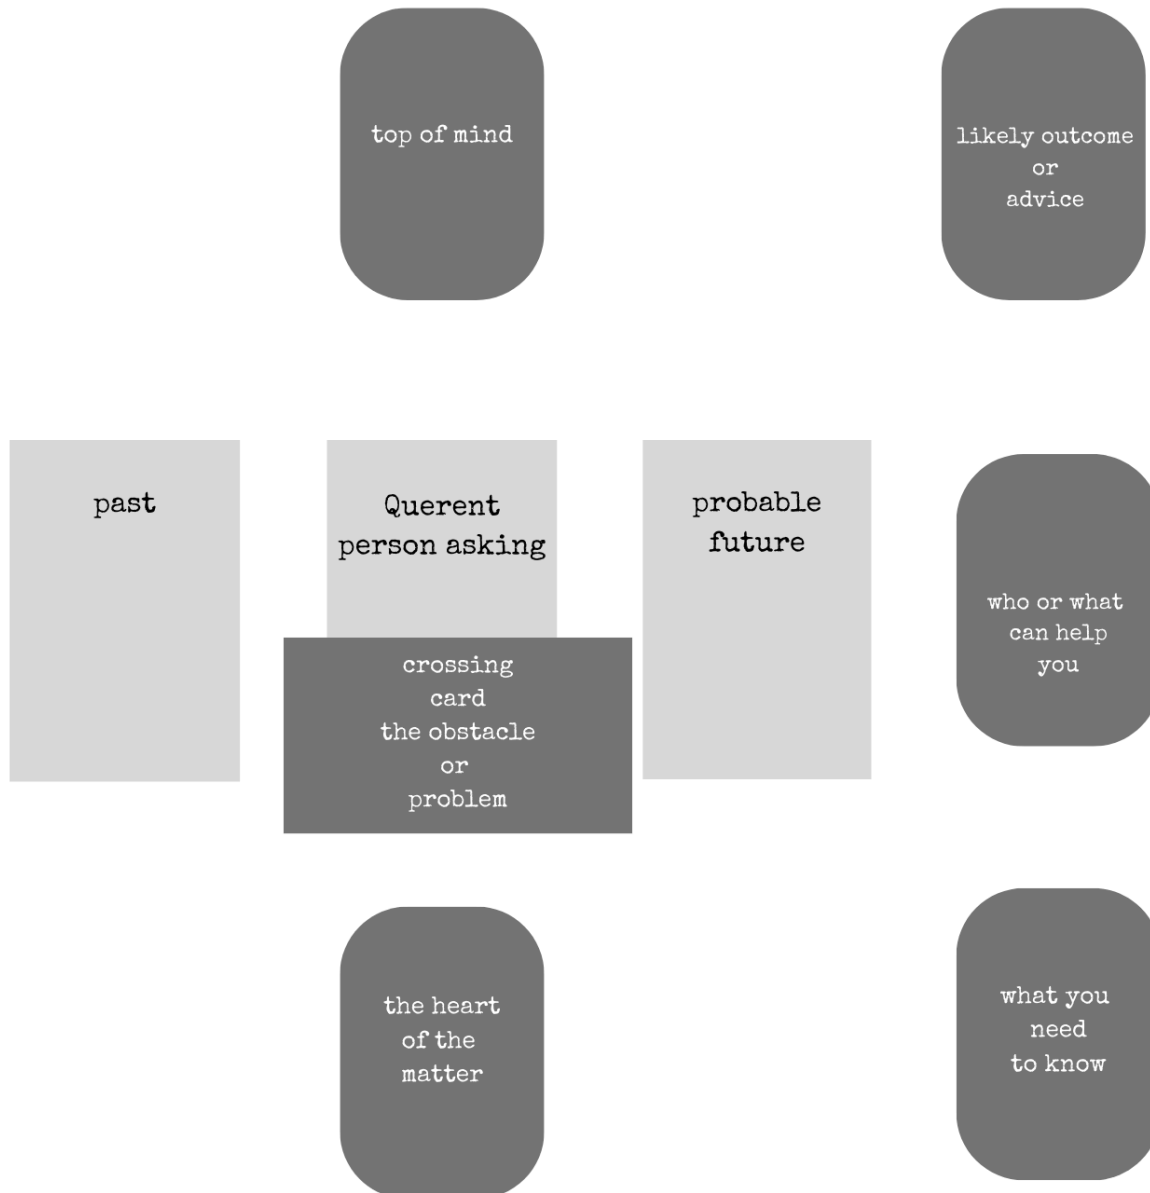 top of mind
likely outcome
or
advice
past
Querent
person asking
probable
future
crossing
card
the obstacle
or
problem
who or what
can help
you
the heart
of the
matter
what you
need
to know